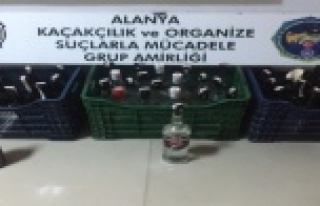 ALANYA
KAÇAKÇILIK ve ORGANİZE
SUÇLARLA MÜCADELE
GRUP AMİRLİĞİ